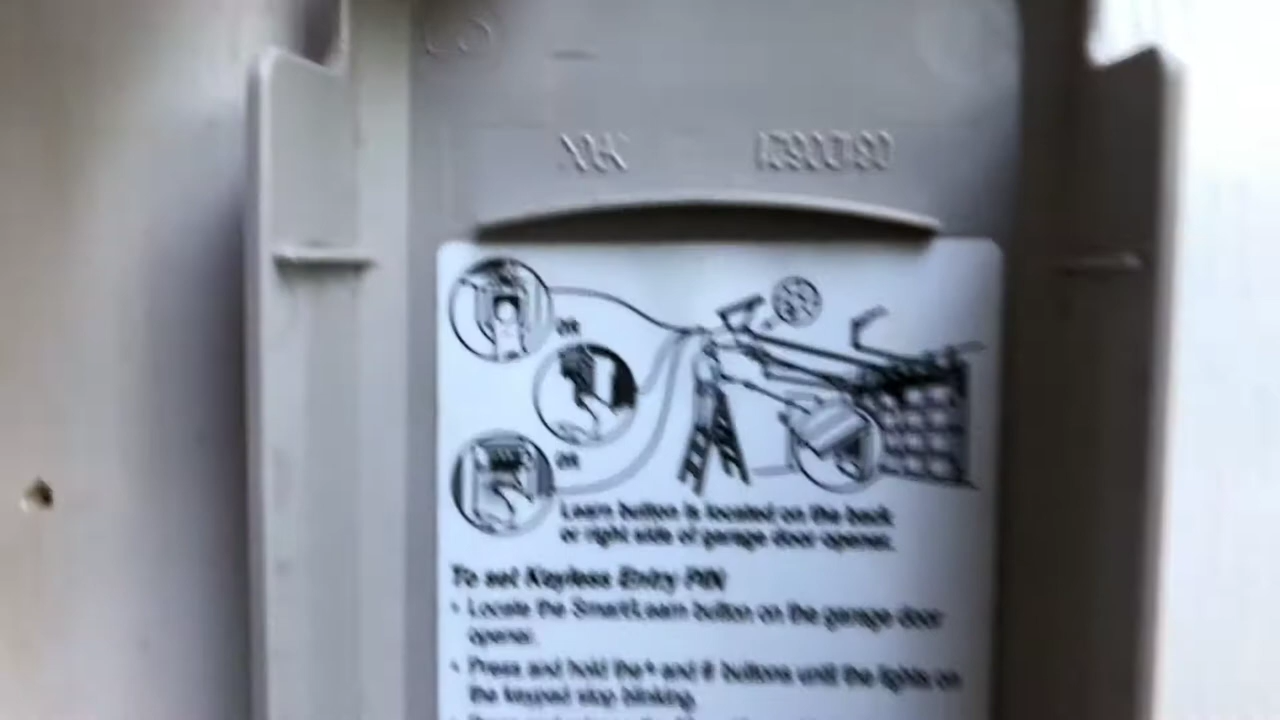 OR
OR
Learn button is located on the back
or right side of garage door opener.
To set Keyless Entry PIN
• Locate the Smart/Learn button on the garage door
opener.
• Press and hold the * and # buttons until the lights on
the keypad stop blinking.